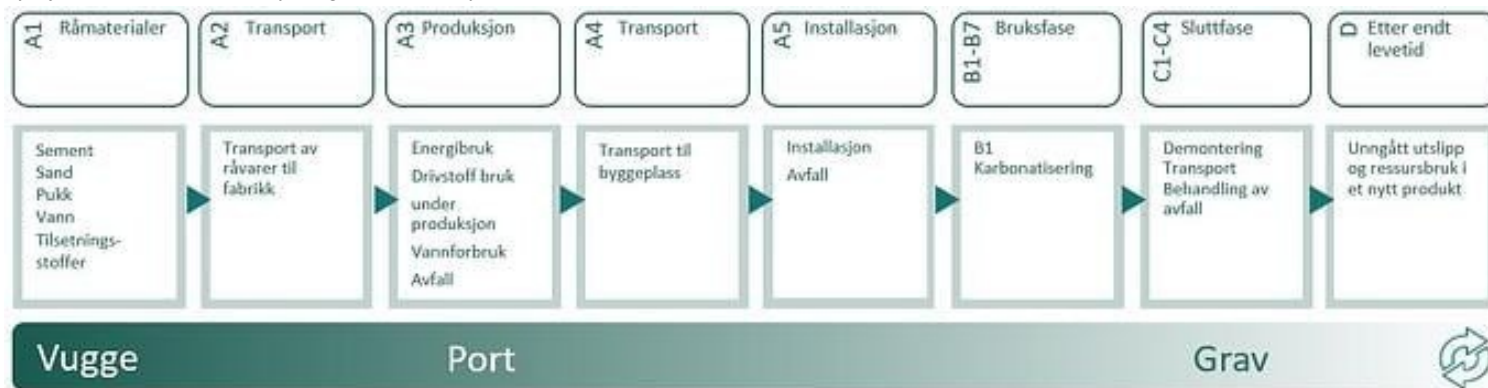 A1 Råmaterialer
A2 Transport
A3 Produksjon
A4 Transport
A5 Installasjon
B1-B7 Bruksfase
C1-C4 Sluttfase
D Etter endt
levetid
Sement
Sand
Pukk
Vann
Tilsetnings-
stoffer
Transport av
råvarer til
fabrikk
Energibruk
Drivstoff bruk
under
produksjon
Vannforbruk
Avfall
Transport til
byggeplass
Installasjon
Avfall
B1
Karbonatisering
Demontering
Transport
Behandling av
avfall
Unngått utslipp
og ressursbruk i
et nytt produkt
Vugge
Port
Grav